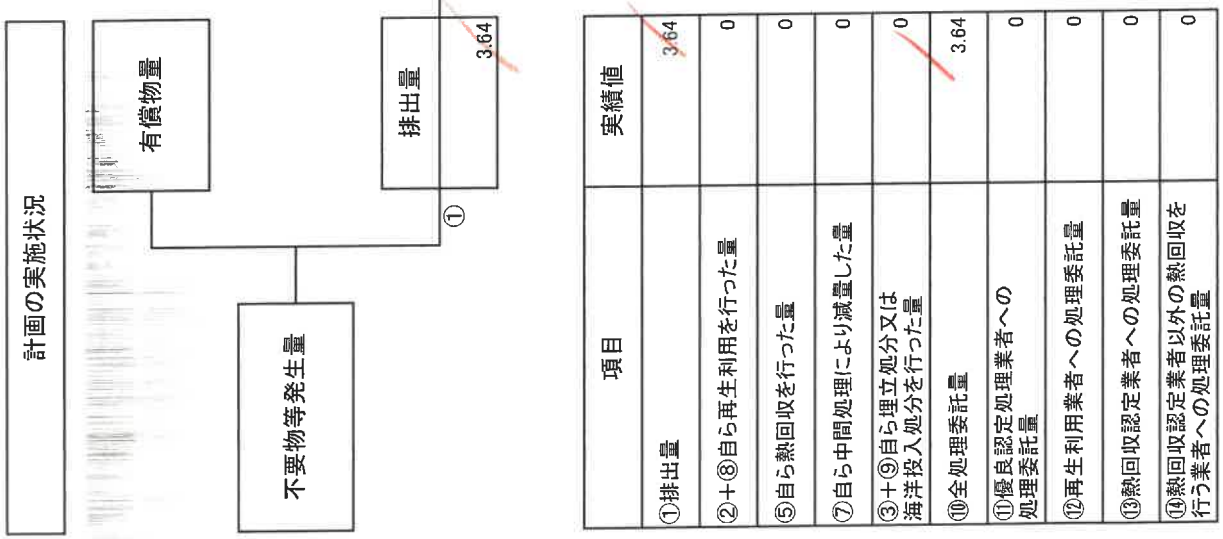 計画の実施状況
有償物量
不要物等発生量
①
排出量
3.64
項目
実績値
①排出量
3.64
②+⑧自ら再生利用を行った量
0
⑤自ら熱回収を行った量
0
⑦自ら中間処理により減量した量
0
③+⑨自ら埋立処分又は
海洋投入処分を行った量
0
⑩全処理委託量
3.64
⑪優良認定処理業者への
処理委託量
0
⑫再生利用業者への処理委託量
0
⑬熱回収認定業者への処理委託量
0
⑭熱回収認定業者以外の熱回収を
行う業者への処理委託量
0